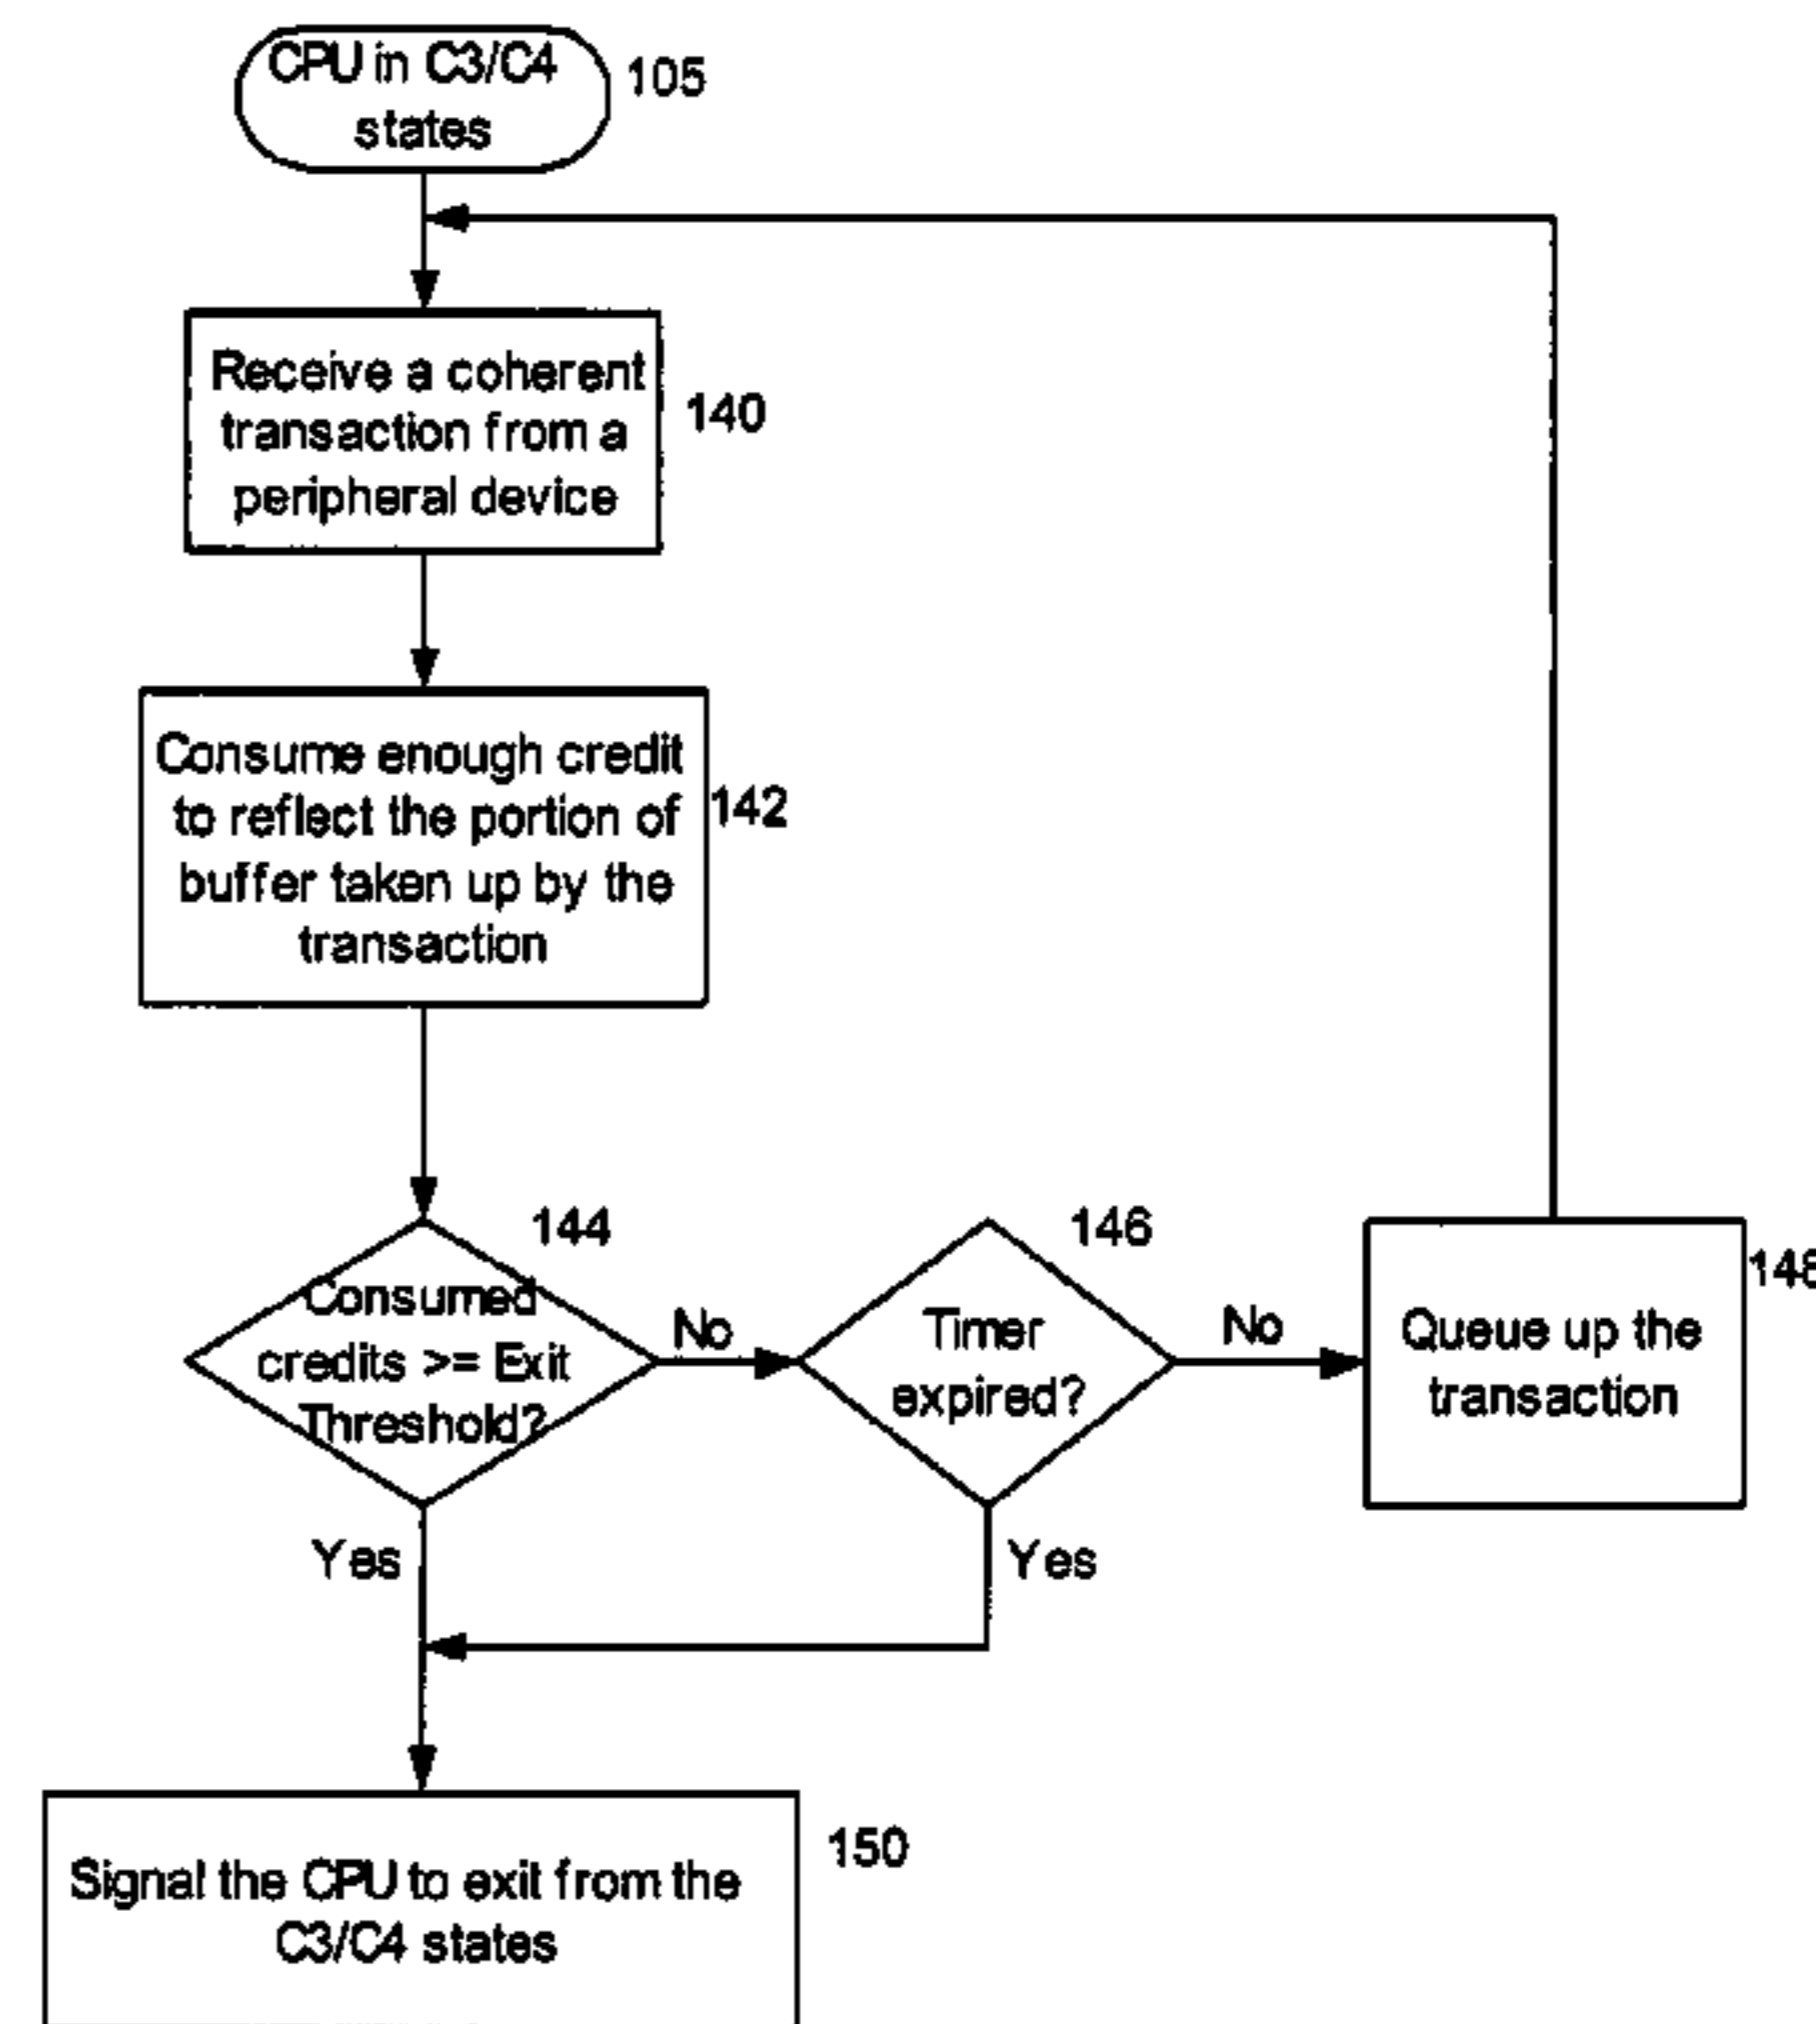 CPU in C3/C4
states
105
Receive a coherent
transaction from a
peripheral device
140
Consume enough credit
to reflect the portion of
buffer taken up by the
transaction
142
144
Consumed
credits >= Exit
Threshold?
No
Yes
146
Timer
expired?
No
Yes
148
Queue up the
transaction
150
Signal the CPU to exit from the
C3/C4 states